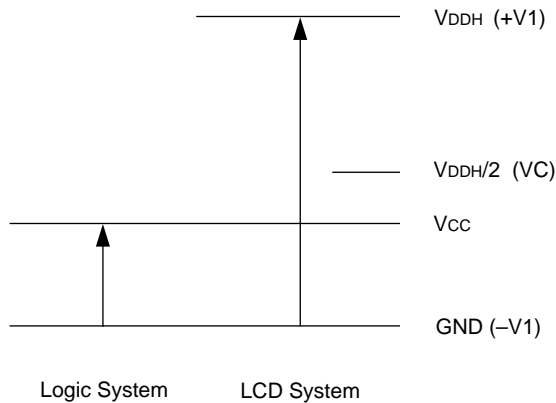 VDDH (+V1)
VDDH/2 (VC)
VCC
GND (–V1)
Logic System LCD System